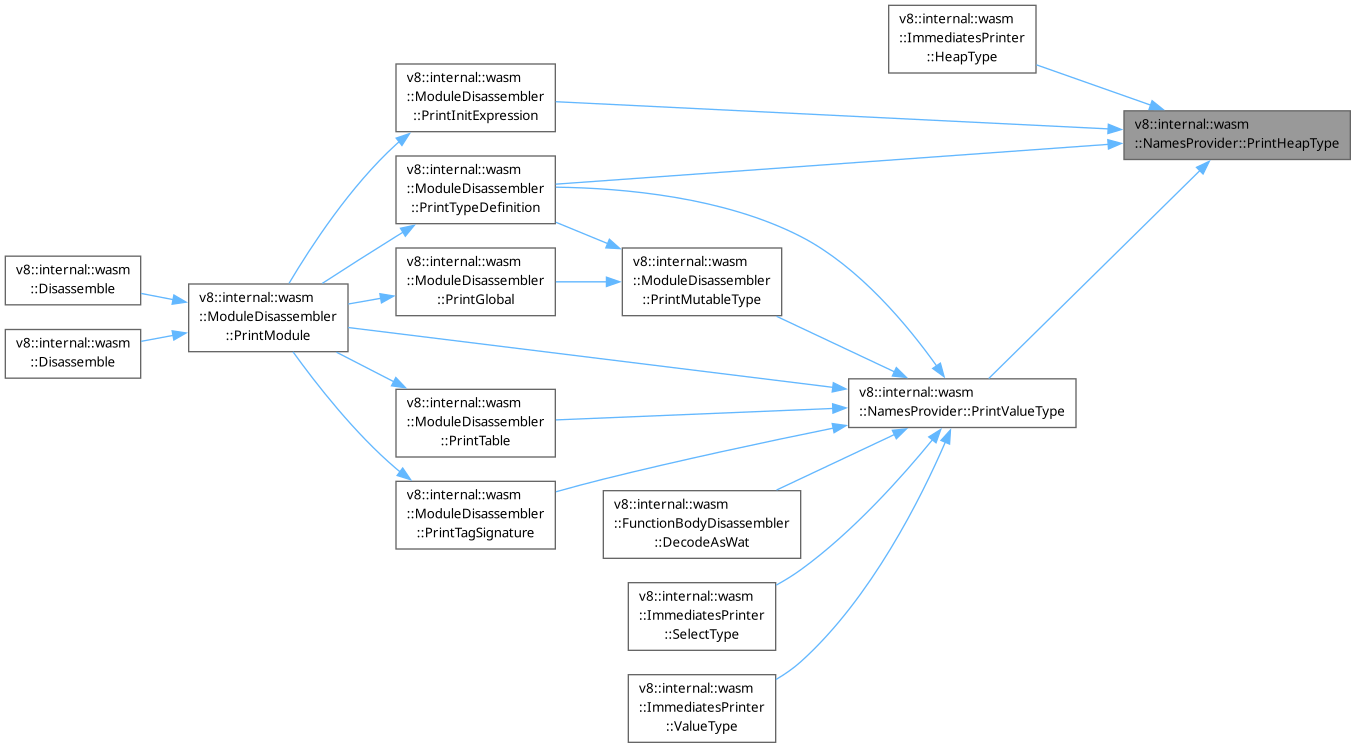 v8::internal::wasm
::ImmediatesPrinter
::HeapType
v8::internal::wasm
::ModuleDisassembler
::PrintInitExpression
v8::internal::wasm
::NamesProvider::PrintHeapType
v8::internal::wasm
::ModuleDisassembler
::PrintTypeDefinition
v8::internal::wasm
::Disassemble
v8::internal::wasm
::ModuleDisassembler
::PrintGlobal
v8::internal::wasm
::ModuleDisassembler
::PrintMutableType
v8::internal::wasm
::ModuleDisassembler
::PrintModule
v8::internal::wasm
::Disassemble
v8::internal::wasm
::NamesProvider::PrintValueType
v8::internal::wasm
::ModuleDisassembler
::PrintTable
v8::internal::wasm
::ModuleDisassembler
::PrintTagSignature
v8::internal::wasm
::FunctionBodyDisassembler
::DecodeAsWat
v8::internal::wasm
::ImmediatesPrinter
::SelectType
v8::internal::wasm
::ImmediatesPrinter
::ValueType